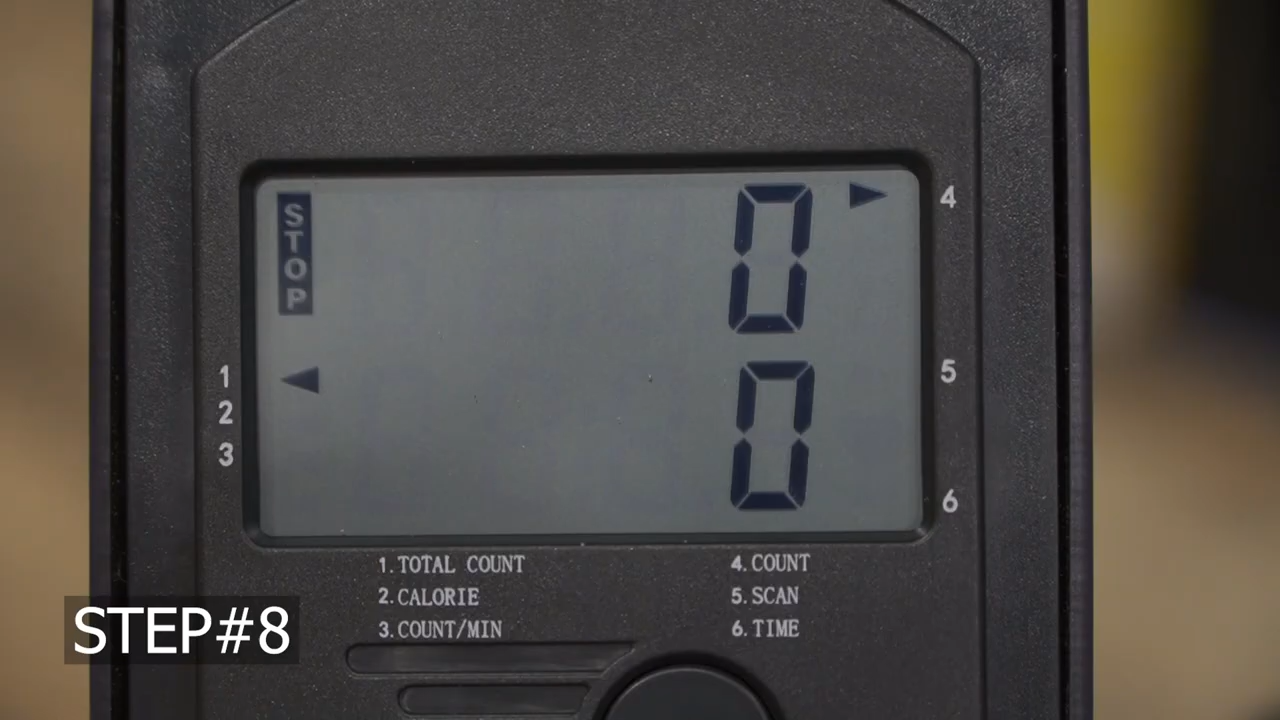 STOP
0
4
0
1
2
3
5
6
1. TOTAL COUNT
2. CALORIE
3. COUNT/MIN
4. COUNT
5. SCAN
6. TIME
STEP#8